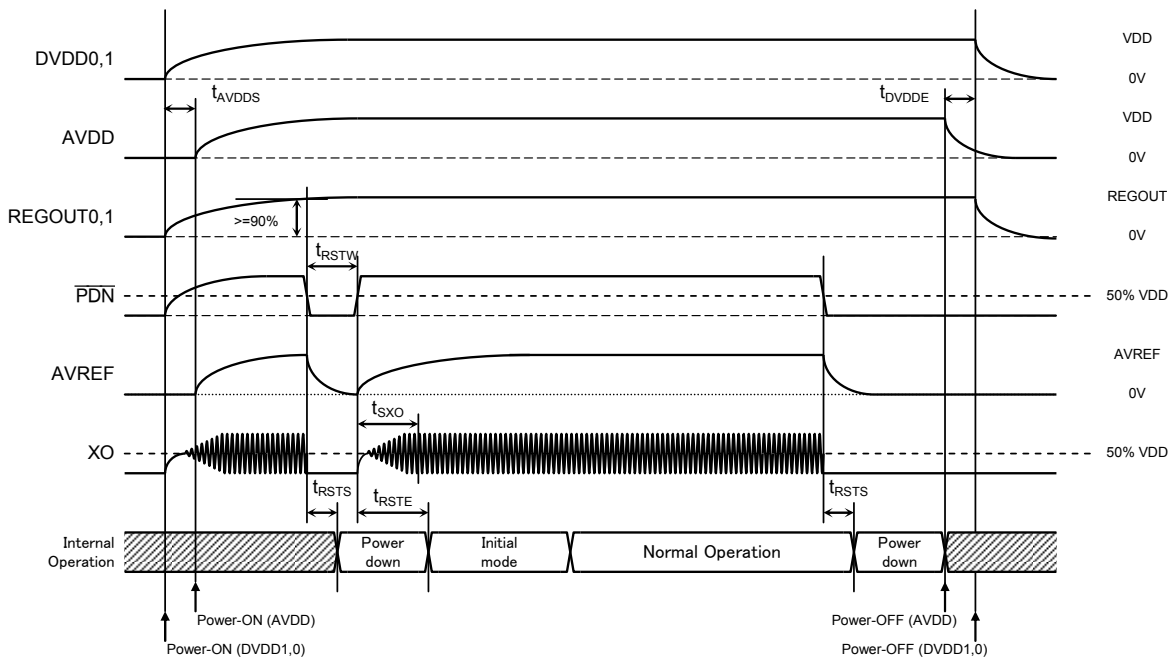 DVDD0,1
VDD
0V
tAVDDS
tDVDDE
AVDD
VDD
0V
REGOUT0,1
>=90%
REGOUT
0V
tRSTW
PDN
50% VDD
AVREF
AVREF
0V
tSXO
XO
50% VDD
tRSTS
tRSTE
tRSTS
Internal
Operation
Power
down
Initial
mode
Normal Operation
Power
down
Power-ON (AVDD)
Power-OFF (AVDD)
Power-ON (DVDD1,0)
Power-OFF (DVDD1,0)